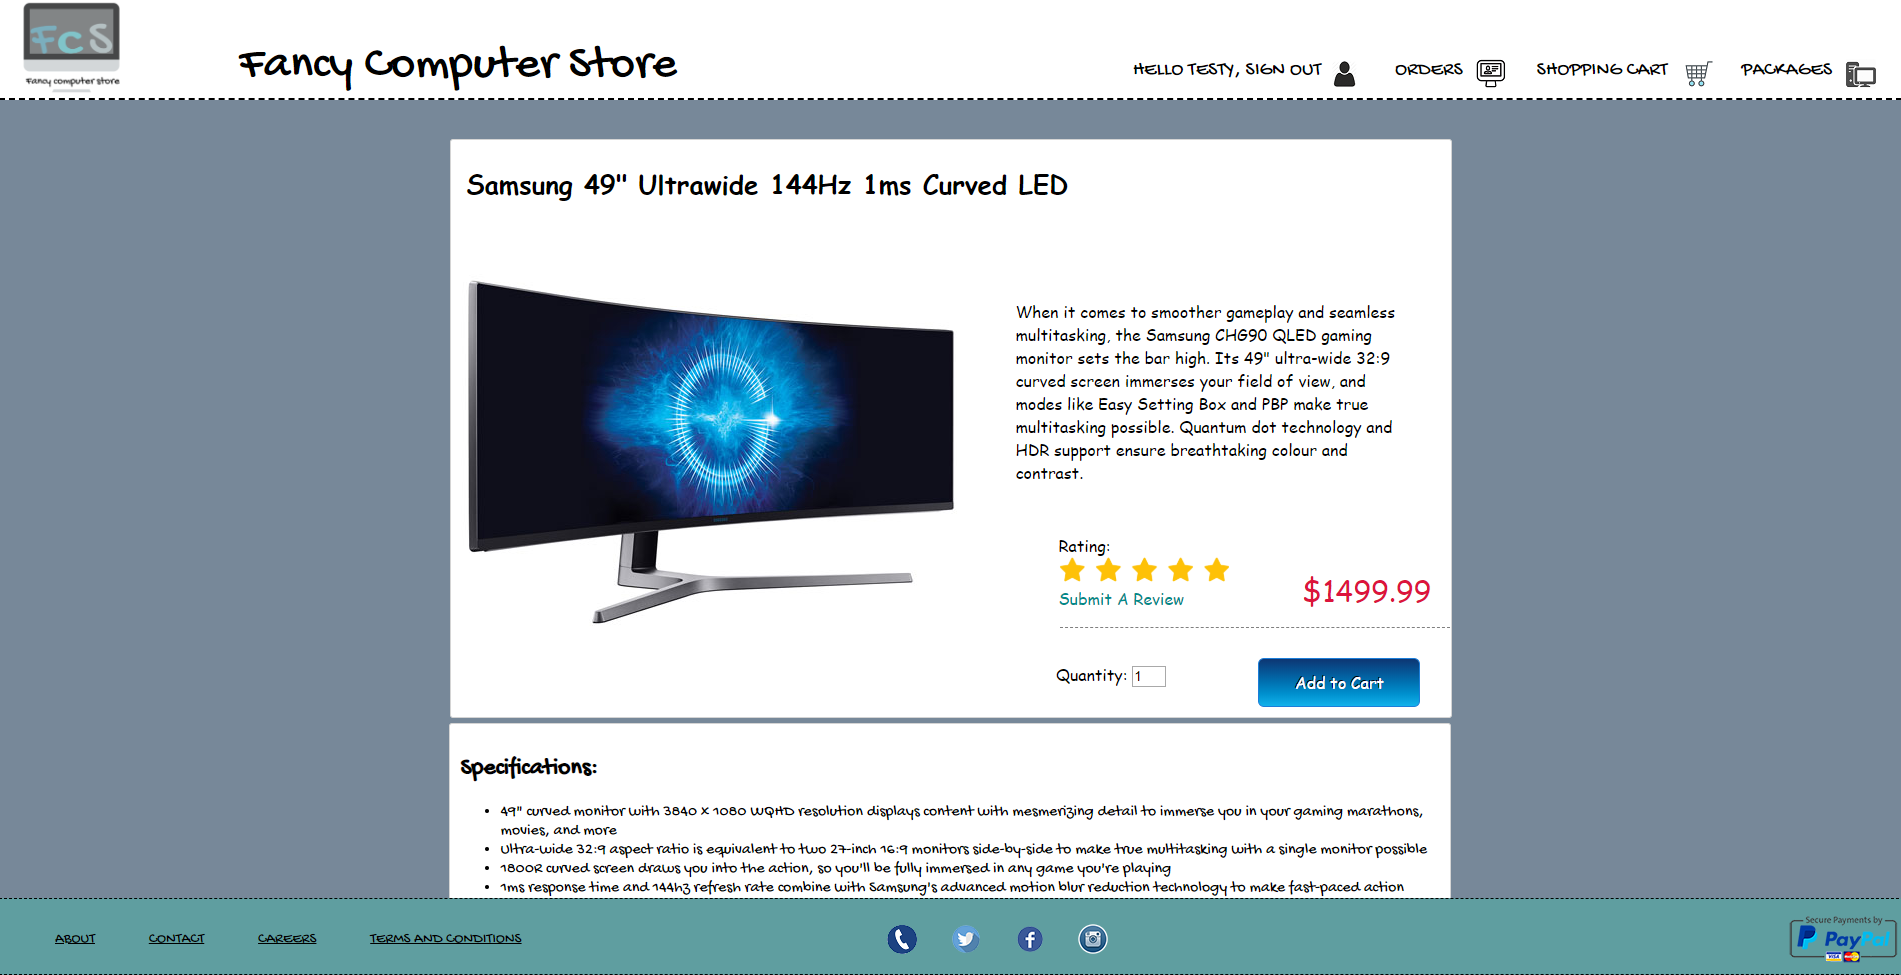 FcS
Fancy computer store
Fancy Computer Store
HELLO TESTY, SIGN OUT
ORDERS
SHOPPING CART
PACKAGES
Samsung 49" Ultrawide 144Hz 1ms Curved LED
When it comes to smoother gameplay and seamless
multitasking, the Samsung CHG90 QLED gaming
monitor sets the bar high. Its 49" ultra-wide 32:9
curved screen immerses your field of view, and
modes like Easy Setting Box and PBP make true
multitasking possible. Quantum dot technology and
HDR support ensure breathtaking colour and
contrast.
Rating:
Submit A Review
$1499.99
Quantity: 1
Add to Cart
Specifications:
• 49" curved monitor with 3840 x 1080 WQHD resolution displays content with mesmerizing detail to immerse you in your gaming marathons,
movies, and more
• Ultra-wide 32:9 aspect ratio is equivalent to two 27-inch 16:9 monitors side-by-side to make true multitasking with a single monitor possible
• 1800R curved screen draws you into the action, so you'll be fully immersed in any game you're playing
• 1ms response time and 144hz refresh rate combine with Samsung's advanced motion blur reduction technology to make fast-paced action
ABOUT
CONTACT
CAREERS
TERMS AND CONDITIONS
Secure Payments by
PayPal
VISA
MasterCard